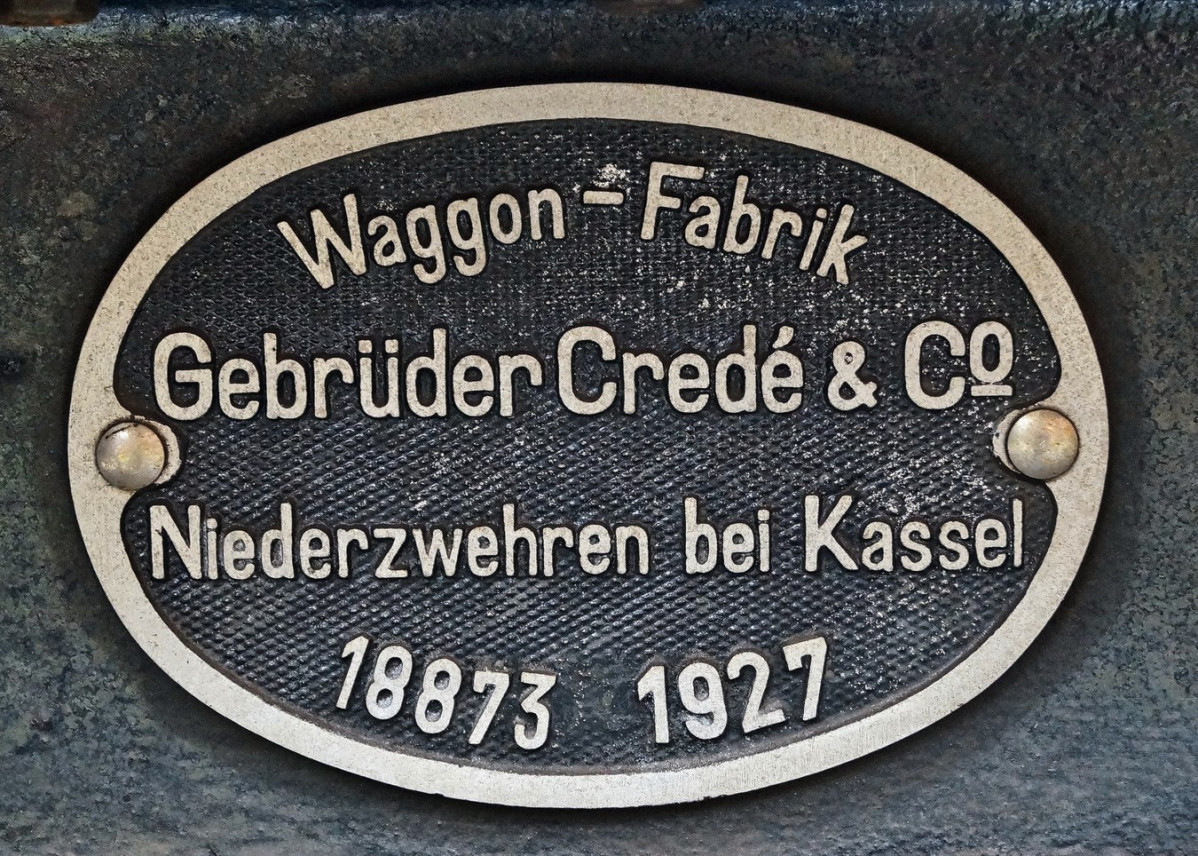 Waggon - Fabrik
Gebrüder Credé & Cº
Niederzwehren bei Kassel
18873 1927